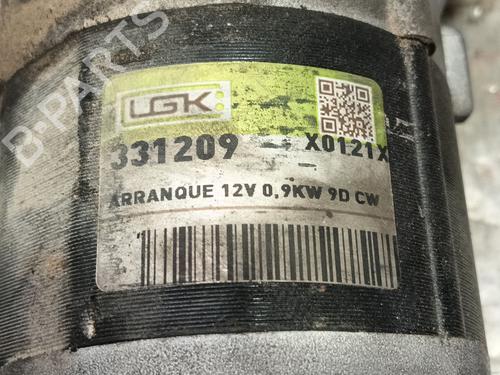 B-PARTS
LGK
331209 X0121X
ARRANQUE 12V 0,9KW 9D CW